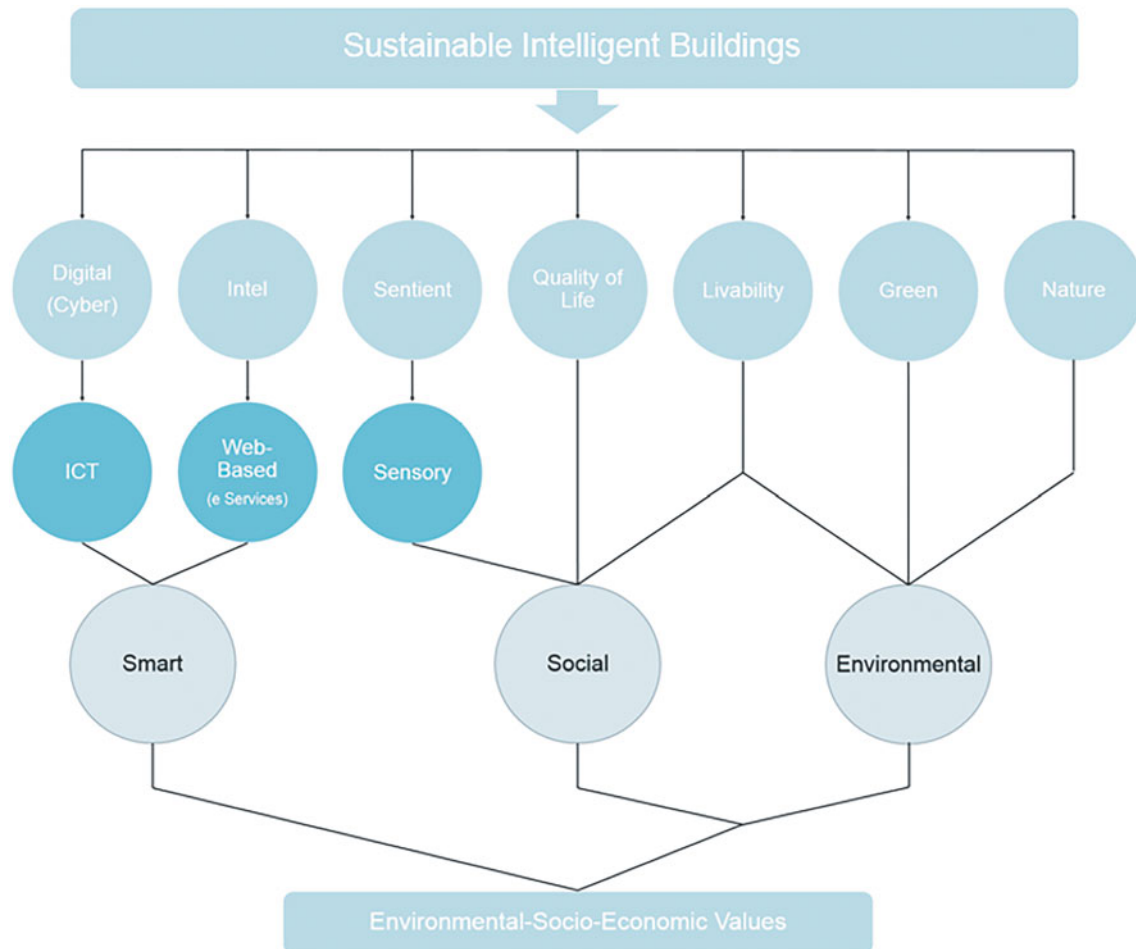 Sustainable Intelligent Buildings
Digital
(Cyber)
Intel
Sentient
Quality of
Life
Livability
Green
Nature
ICT
Web-
Based
(e Services)
Sensory
Smart
Social
Environmental
Environmental-Socio-Economic Values